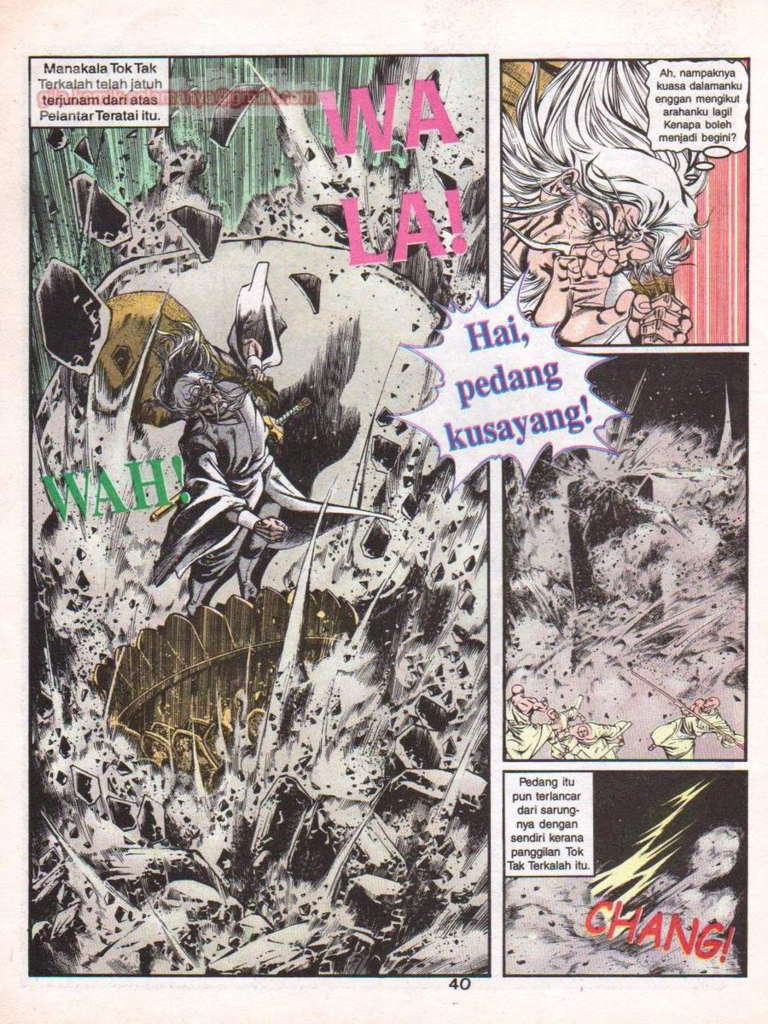 Manakala Tok Tak
Terkalah telah jatuh
terjunam dari atas
Pelantar Teratai itu.
WA
LA!
WAH!
Ah, nampaknya
kuasa dalamanku
enggan mengikut
arahanku lagi!
Kenapa boleh
menjadi begini?
Hai,
pedang
kusayang!
Pedang itu
pun terlancar
dari sarung-
nya dengan
sendiri kerana
panggilan Tok
Tak Terkalah itu.
CHANG!
40